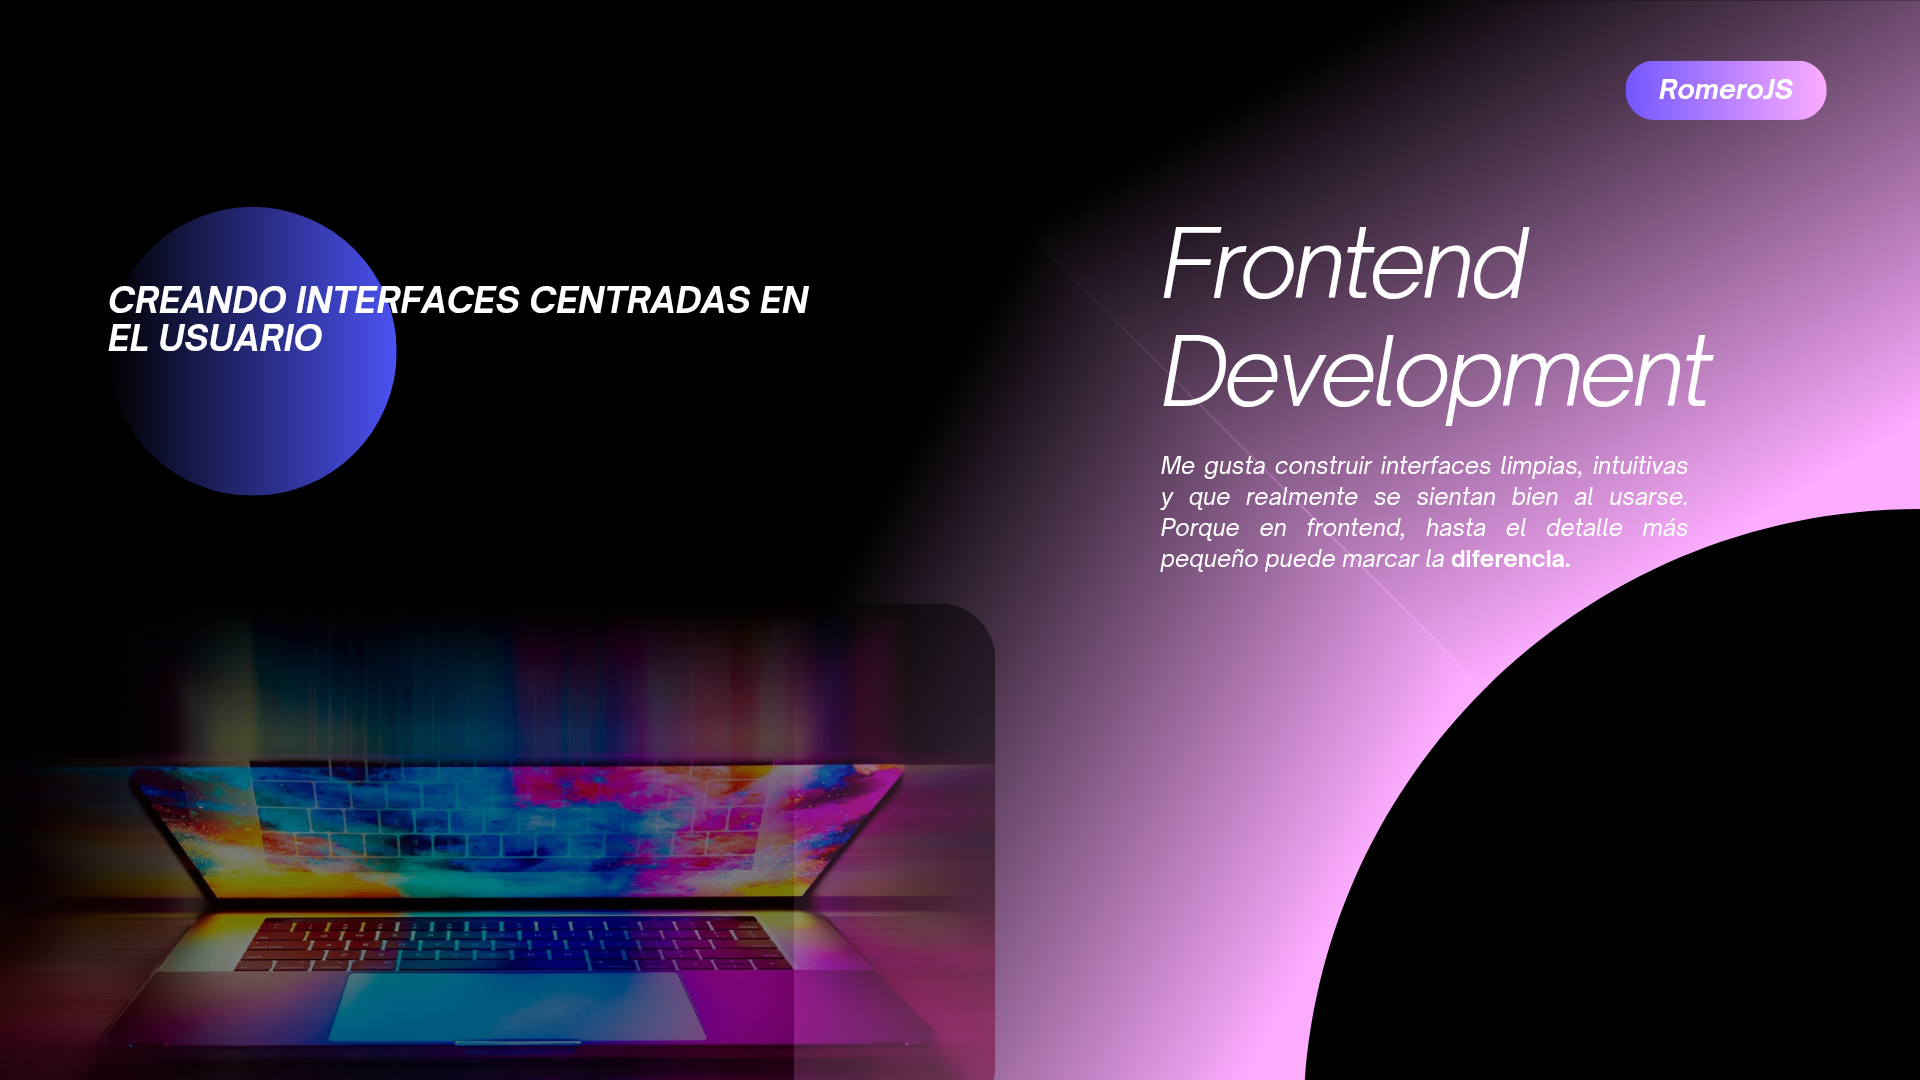 RomeroJS
CREANDO INTERFACES CENTRADAS EN
EL USUARIO
Frontend
Development
Me gusta construir interfaces limpias, intuitivas
y que realmente se sientan bien al usarse.
Porque en frontend, hasta el detalle más
pequeño puede marcar la diferencia.